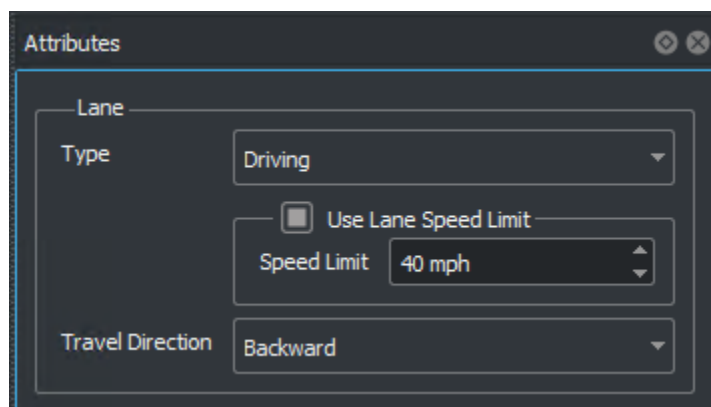 Attributes
Lane
Type Driving
Use Lane Speed Limit
Speed Limit 40 mph
Travel Direction Backward